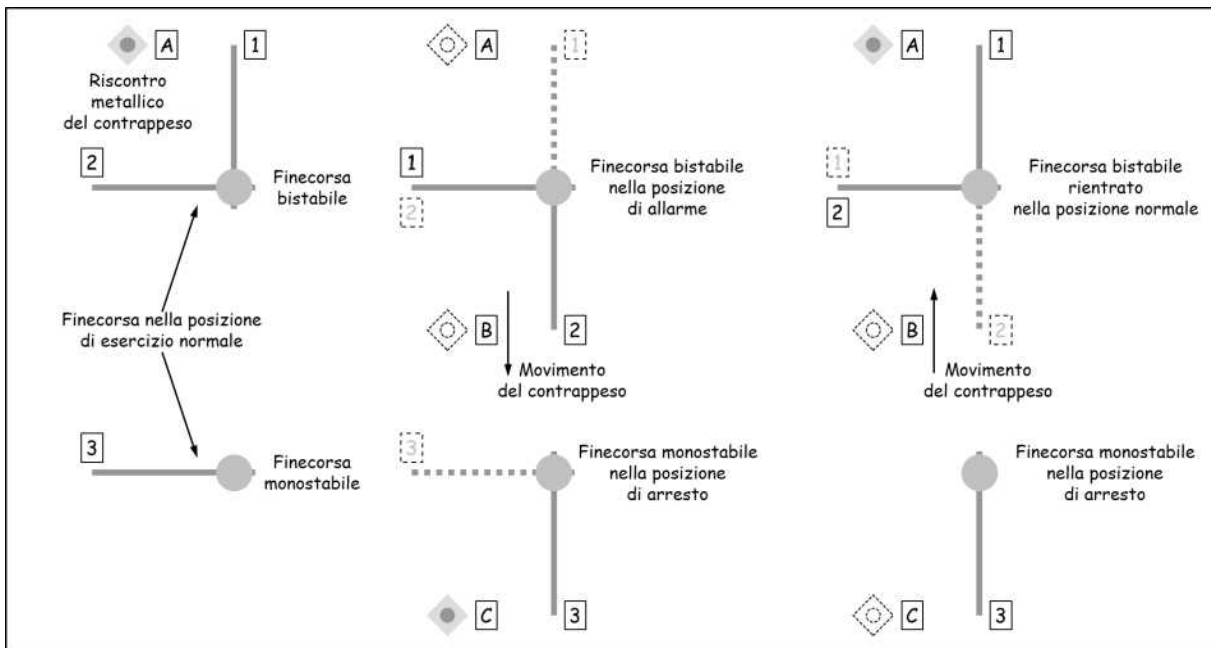 A
1
Riscontro
metallico
del contrappeso
2
Finecorsa
bistabile
Finecorsa nella posizione
di esercizio normale
3
Finecorsa
monostabile
A
1
1
2
Finecorsa bistabile
nella posizione
di allarme
B
2
Movimento
del contrappeso
3
Finecorsa monostabile
nella posizione
di arresto
C
3
A
1
1
2
Finecorsa bistabile
rientrato
nella posizione normale
B
2
Movimento
del contrappeso
Finecorsa monostabile
nella posizione
di arresto
C
3